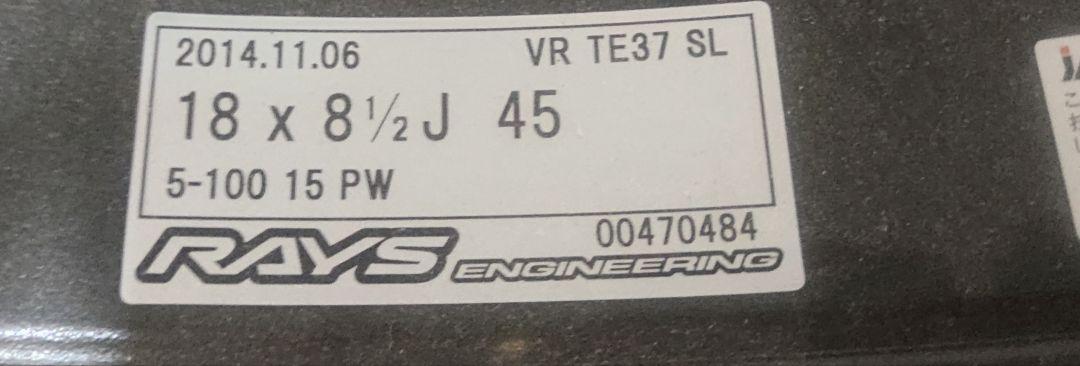 2014.11.06 VR TE37 SL
18 x 8½J 45
5-100 15 PW
00470484
RAYS ENGINEERING